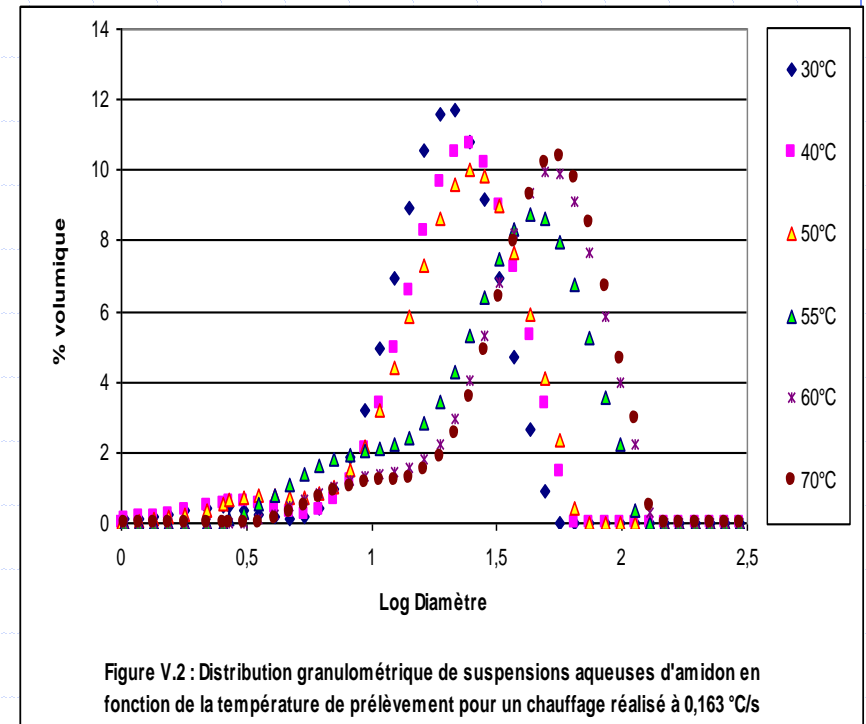 14
12
10
8
6
4
2
0
% volumique
0
0,5
1
1,5
2
2,5
Log Diamètre
30°C
40°C
50°C
55°C
60°C
70°C
Figure V.2 : Distribution granulométrique de suspensions aqueuses d'amidon en
fonction de la température de prélèvement pour un chauffage réalisé à 0,163 °C/s